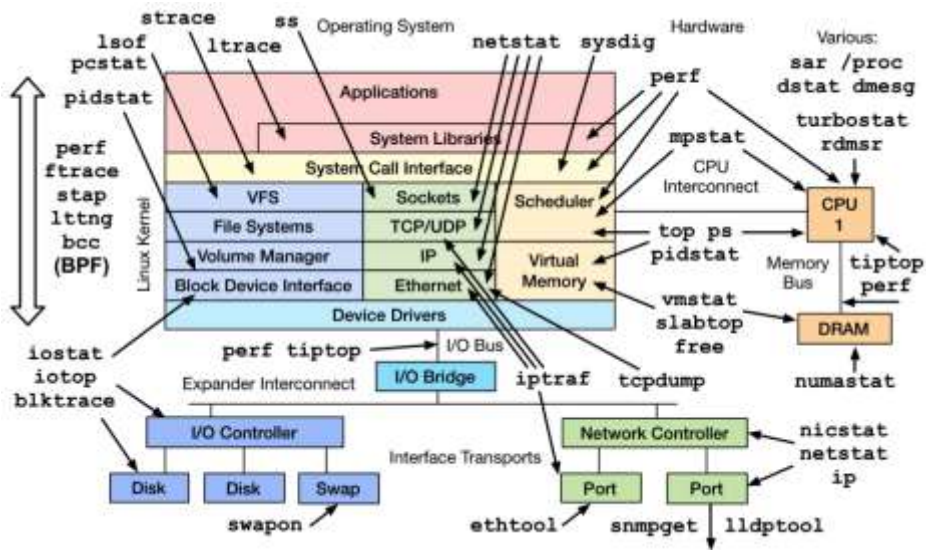 strace
ss
Operating System
Hardware
Various:
lsof
ltrace
netstat
sysdig
sar /proc
pcstat
perf
dstat dmesg
pidstat
Applications
turbostat
System Libraries
rdmsr
perf
ftrace
stap
lttng
bcc
(BPF)
Linux Kernel
System Call Interface
mpstat
CPU
Interconnect
VFS
Sockets
Scheduler
CPU
1
File Systems
TCP/UDP
top ps
pidstat
Volume Manager
IP
Virtual
Memory
Memory
Bus
tiptop
perf
Block Device Interface
Ethernet
vmstat
slabtop
free
DRAM
Device Drivers
iostat
iotop
blktrace
perf tiptop
I/O Bus
I/O Bridge
iptraf
tcpdump
numastat
Expander Interconnect
I/O Controller
Network Controller
nicstat
netstat
ip
Interface Transports
Disk
Disk
Swap
Port
Port
swapon
ethtool
snmpget
lldptool